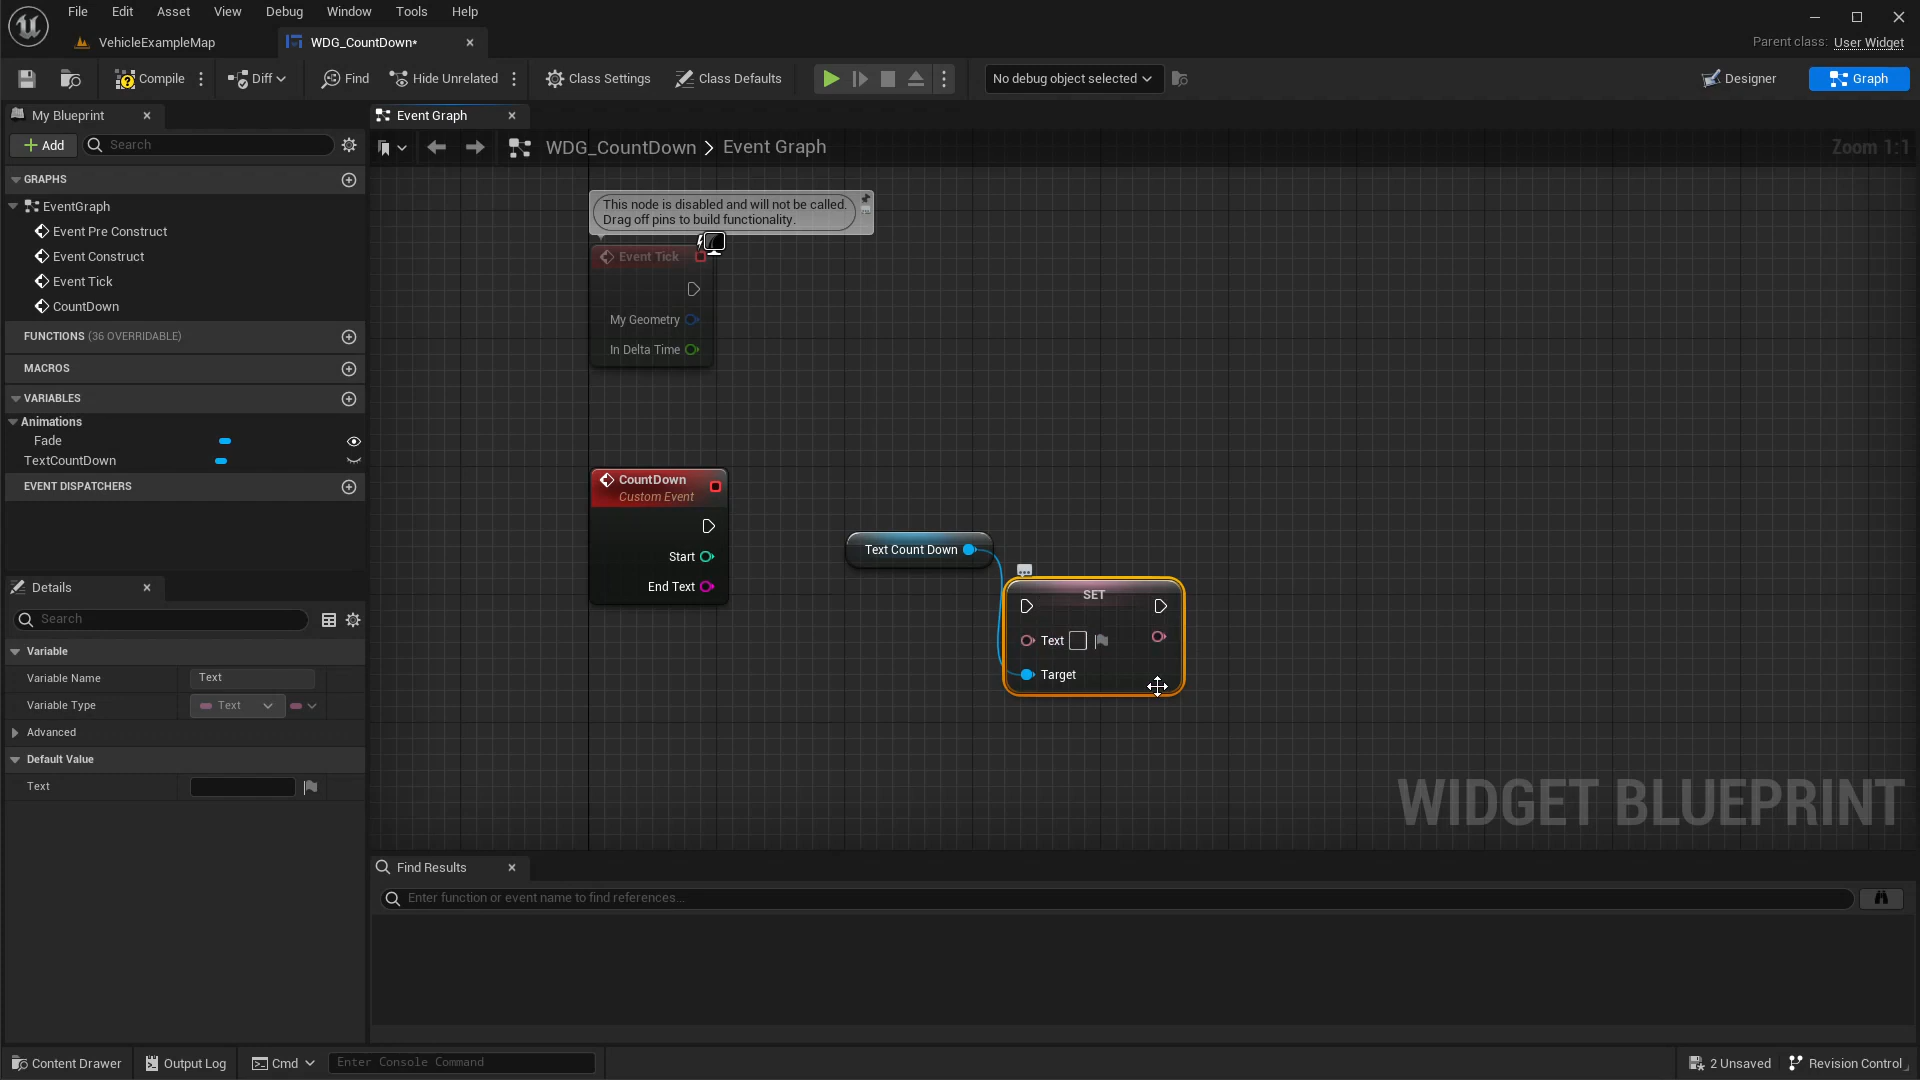 File Edit Asset View Debug Window Tools Help
VehicleExampleMap WDG_CountDown* Parent class: User Widget
Compile Diff Find Hide Unrelated Class Settings Class Defaults No debug object selected Designer Graph
My Blueprint
Add Search
GRAPHS
EventGraph
Event Pre Construct
Event Construct
Event Tick
CountDown
FUNCTIONS (36 OVERRIDABLE)
MACROS
VARIABLES
Animations
Fade
TextCountDown
EVENT DISPATCHERS
Details
Search
Variable
Variable Name Text
Variable Type Text
Advanced
Default Value
Text
Event Graph
WDG_CountDown > Event Graph Zoom 1:1
This node is disabled and will not be called.
Drag off pins to build functionality.
Event Tick
My Geometry
In Delta Time
CountDown
Custom Event
Start
End Text
Text Count Down
SET
Text
Target
WIDGET BLUEPRINT
Find Results
Enter function or event name to find references...
Content Drawer Output Log Cmd Enter Console Command 2 Unsaved Revision Control